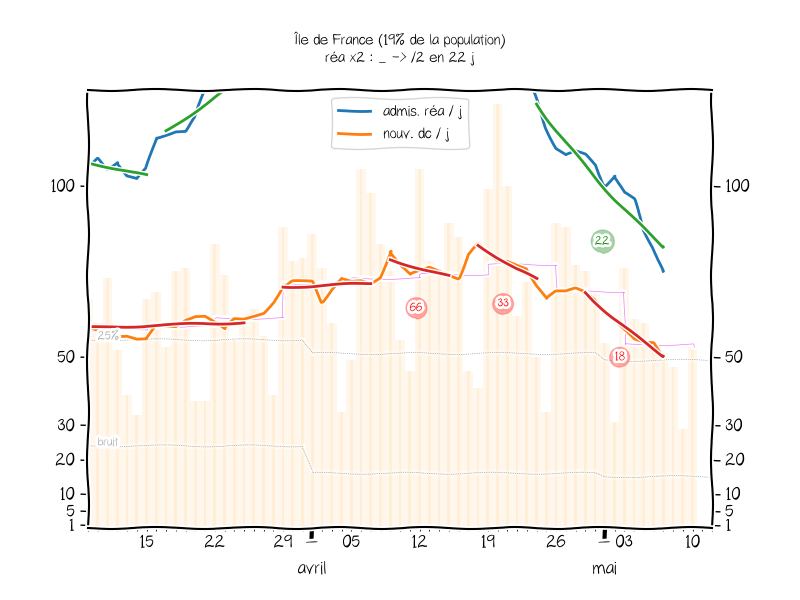 Île de France (19% de la population)
réa x2 : _ -> /2 en 22 j
admis. réa / j
nouv. dc / j
100
100
22
66
33
25%
18
50
50
bruit
30
30
20
20
10
10
5
5
1
1
15 22 29 05 12 19 26 03 10
avril mai